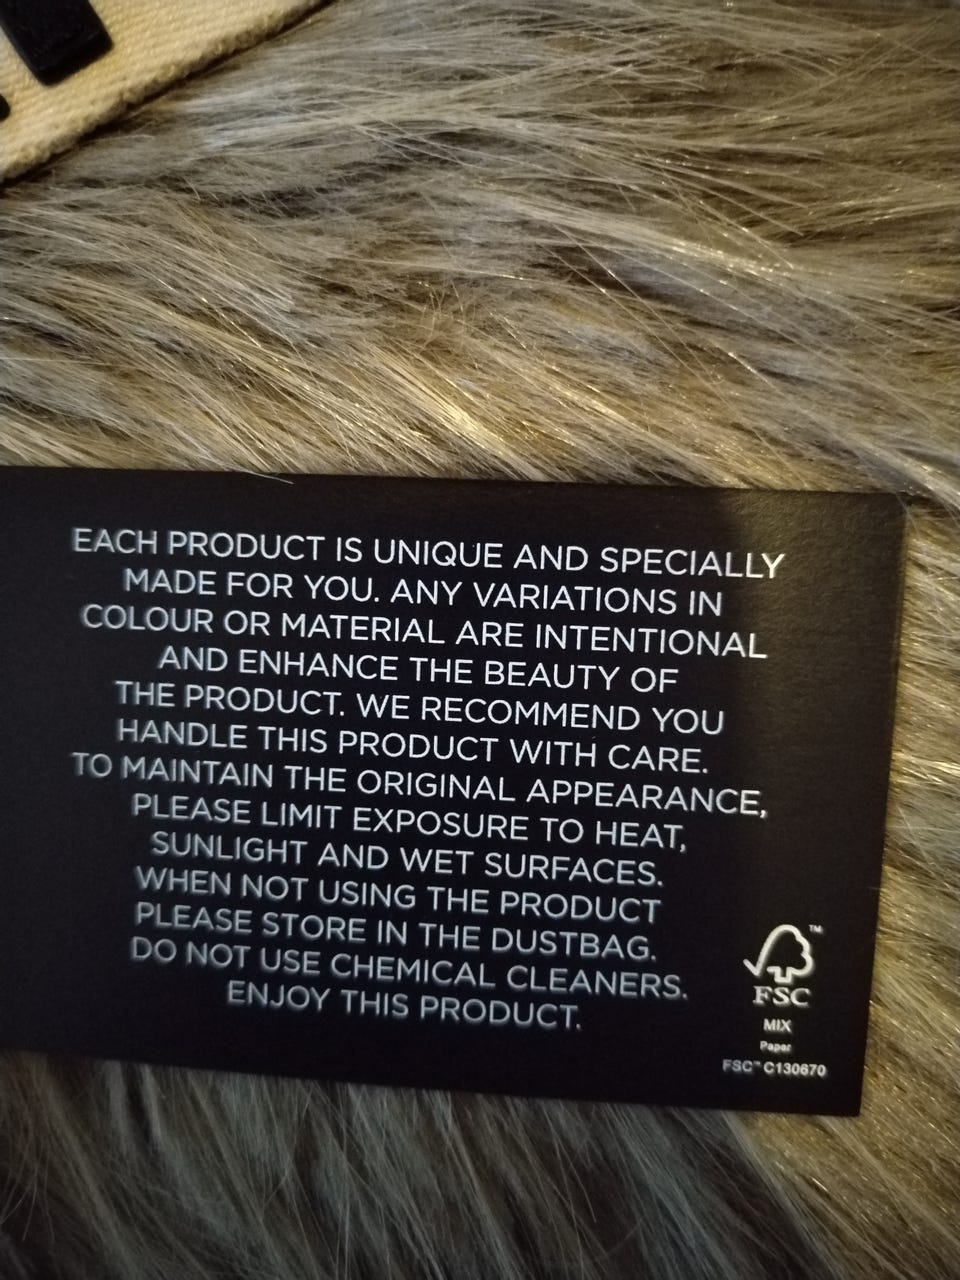 EACH PRODUCT IS UNIQUE AND SPECIALLY
MADE FOR YOU. ANY VARIATIONS IN
COLOUR OR MATERIAL ARE INTENTIONAL
AND ENHANCE THE BEAUTY OF
THE PRODUCT. WE RECOMMEND YOU
HANDLE THIS PRODUCT WITH CARE.
TO MAINTAIN THE ORIGINAL APPEARANCE,
PLEASE LIMIT EXPOSURE TO HEAT,
SUNLIGHT AND WET SURFACES.
WHEN NOT USING THE PRODUCT
PLEASE STORE IN THE DUSTBAG.
DO NOT USE CHEMICAL CLEANERS.
ENJOY THIS PRODUCT.
™
FSC
MIX
Paper
FSC™ C130670